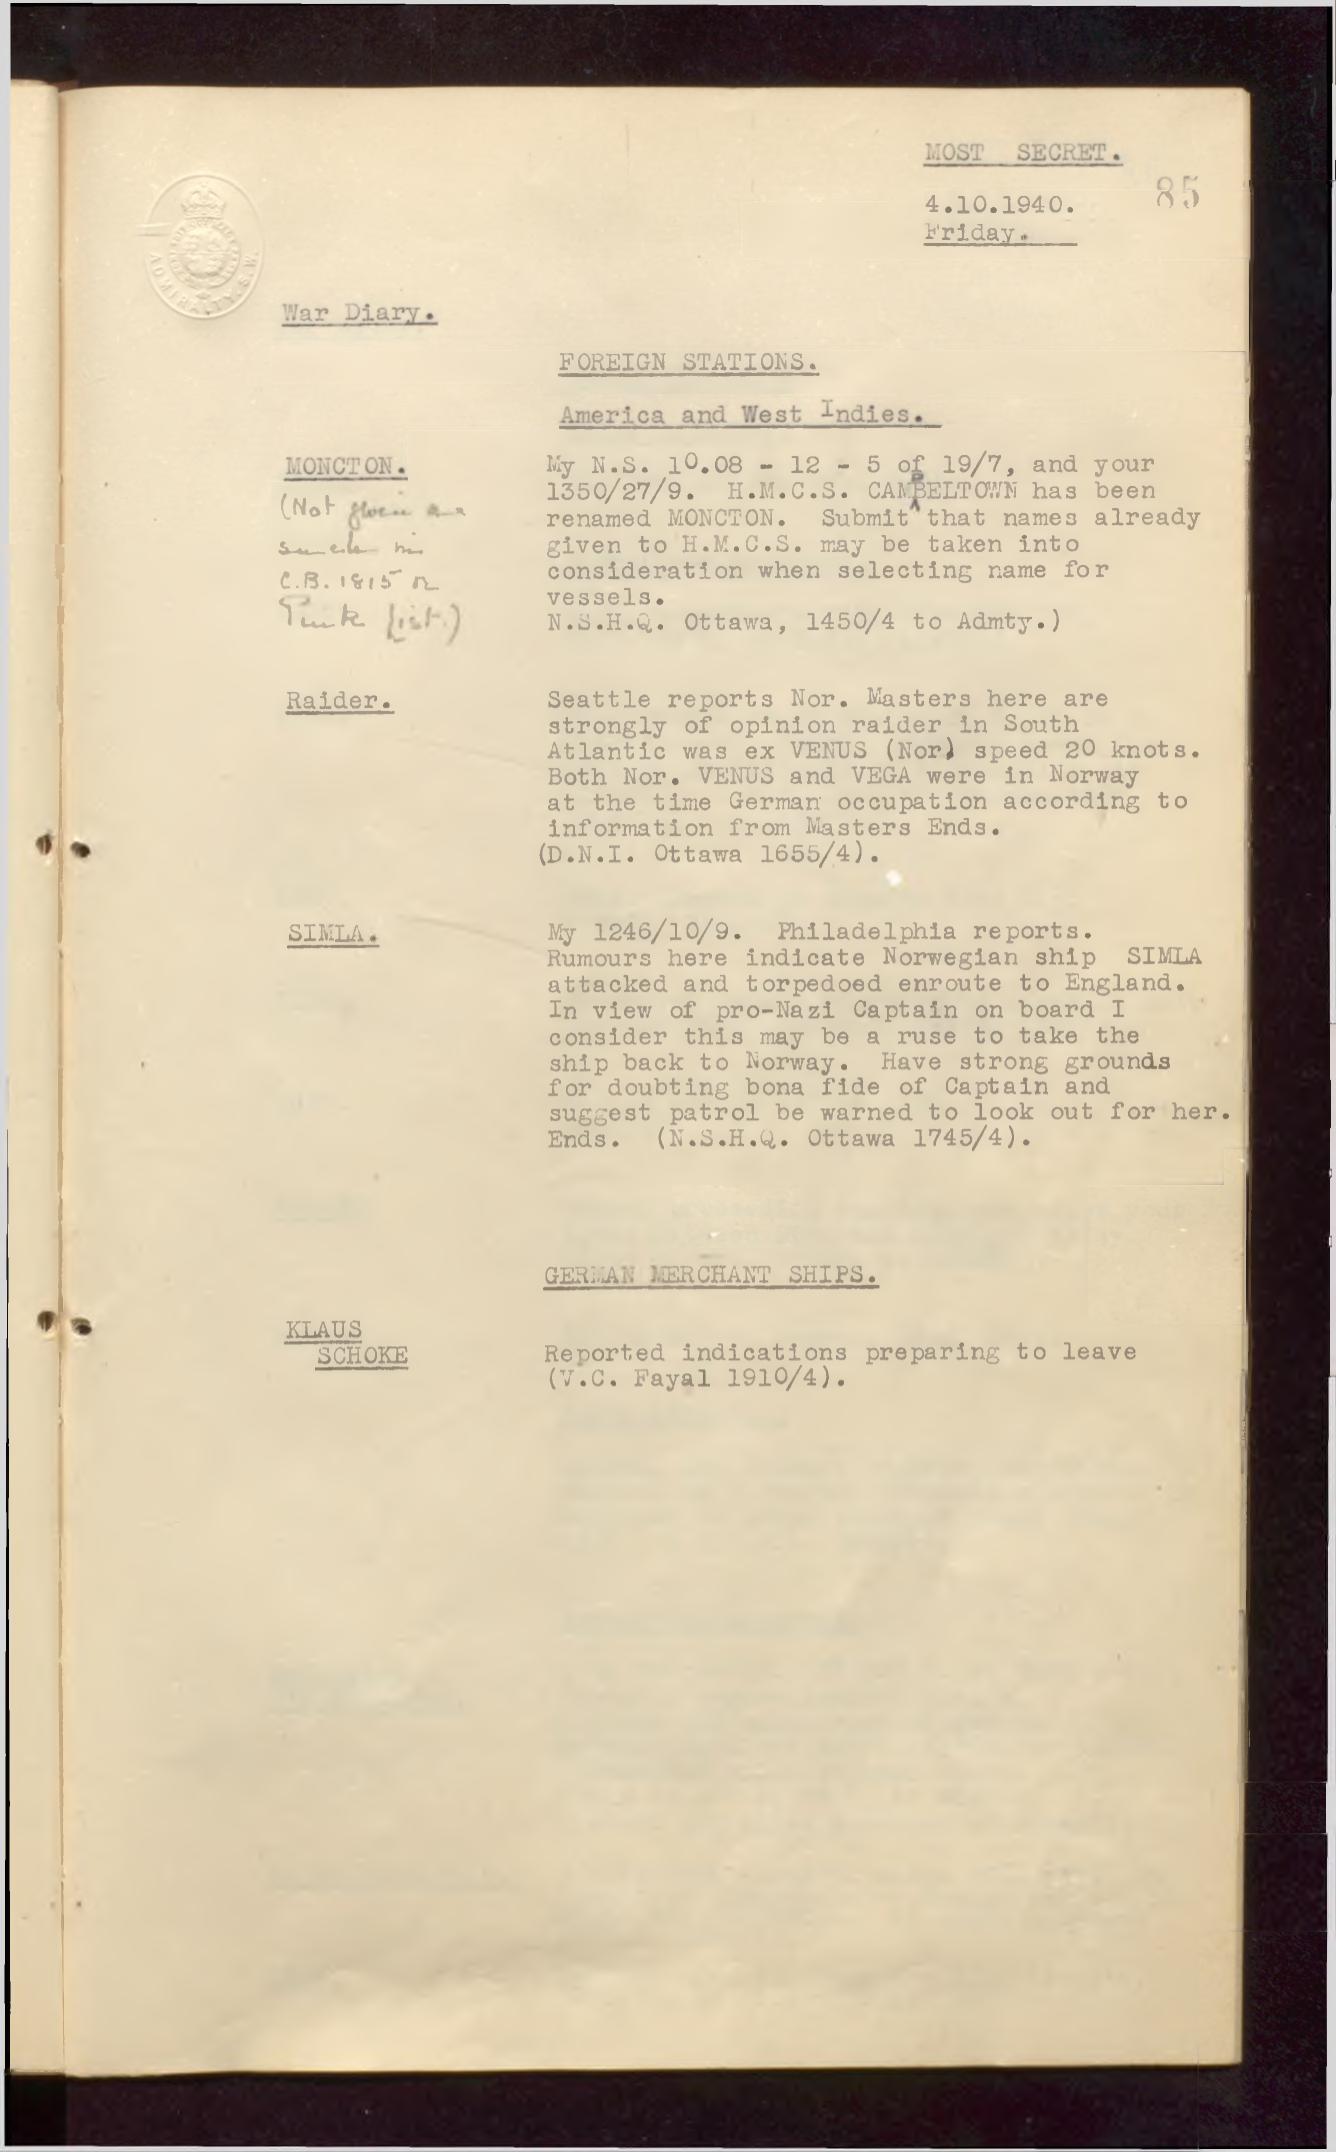 MOST SECRET.
85
4.10.1940.
Friday.
ADMIRALTY. S.W.
War Diary.
FOREIGN STATIONS.
America and West Indies.
MONCTON.
(Not given as
such in
C.B. 1815 or
Pink List.)
My N.S. 10.08 - 12 - 5 of 19/7, and your
1350/27/9. H.M.C.S. CAMPBELTOWN has been
renamed MONCTON. Submit that names already
given to H.M.C.S. may be taken into
consideration when selecting name for
vessels.
N.S.H.Q. Ottawa, 1450/4 to Admty.)
Raider.
Seattle reports Nor. Masters here are
strongly of opinion raider in South
Atlantic was ex VENUS (Nor) speed 20 knots.
Both Nor. VENUS and VEGA were in Norway
at the time German occupation according to
information from Masters Ends.
(D.N.I. Ottawa 1655/4).
SIMLA.
My 1246/10/9. Philadelphia reports.
Rumours here indicate Norwegian ship SIMLA
attacked and torpedoed enroute to England.
In view of pro-Nazi Captain on board I
consider this may be a ruse to take the
ship back to Norway. Have strong grounds
for doubting bona fide of Captain and
suggest patrol be warned to look out for her.
Ends. (N.S.H.Q. Ottawa 1745/4).
GERMAN MERCHANT SHIPS.
KLAUS
SCHOKE
Reported indications preparing to leave
(V.C. Fayal 1910/4).